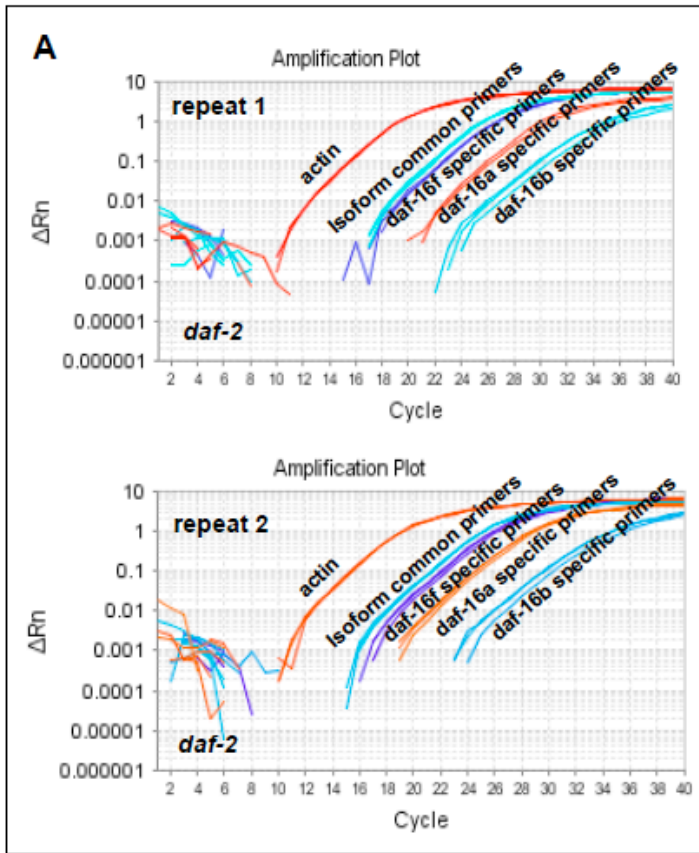 A
Amplification Plot
repeat 1
ΔRn
10
1
0.1
0.01
0.001
0.0001
0.00001
0.000001
actin
Isoform common primers
daf-16f specific primers
daf-16a specific primers
daf-16b specific primers
daf-2
2 4 6 8 10 12 14 16 18 20 22 24 26 28 30 32 34 36 38 40
Cycle
Amplification Plot
repeat 2
ΔRn
10
1
0.1
0.01
0.001
0.0001
0.00001
0.000001
actin
Isoform common primers
daf-16f specific primers
daf-16a specific primers
daf-16b specific primers
daf-2
2 4 6 8 10 12 14 16 18 20 22 24 26 28 30 32 34 36 38 40
Cycle